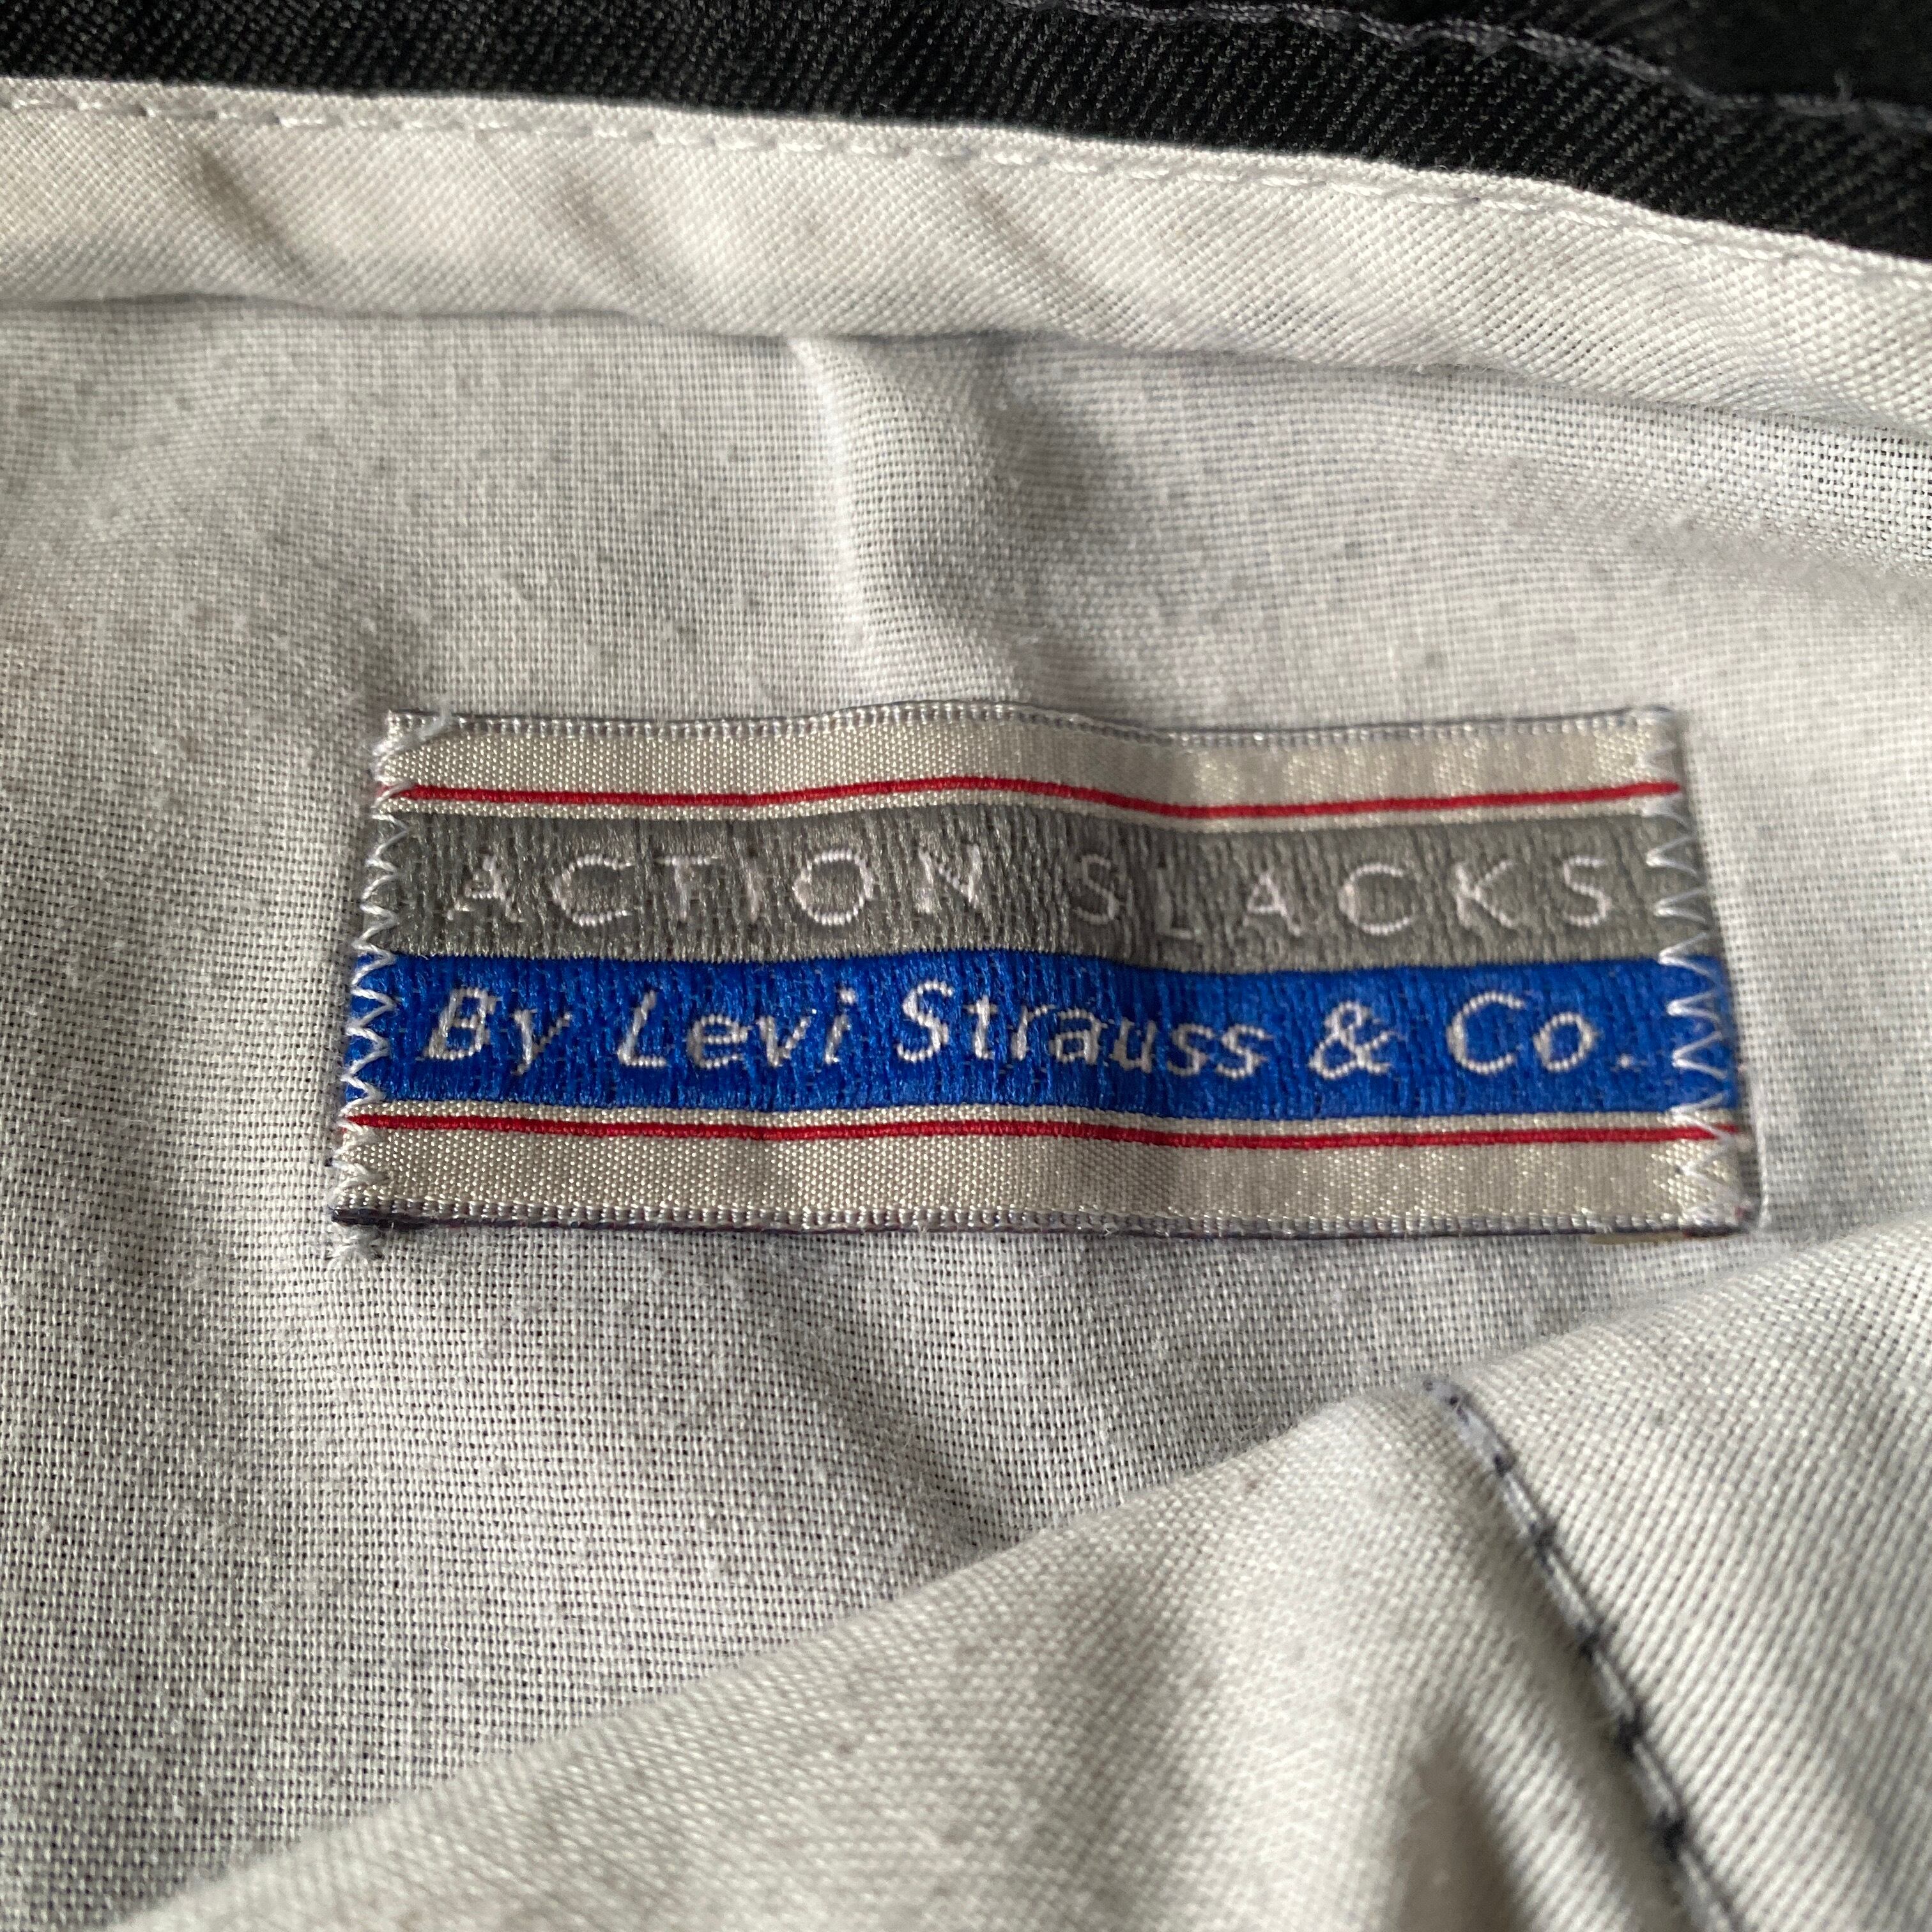 ACTION SLACKS
By Levi Strauss & Co.